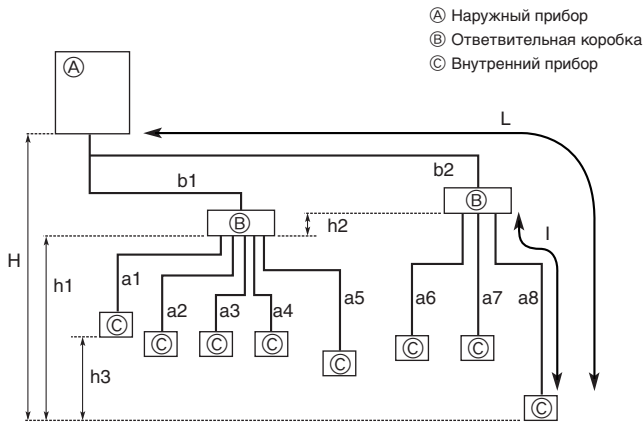 Ⓐ Наружный прибор
Ⓑ Ответвительная коробка
Ⓒ Внутренний прибор
Ⓐ
L
b1
b2
Ⓑ
Ⓑ
h2
H
h1
I
a1
a2
a3
a4
a5
a6
a7
a8
Ⓒ
Ⓒ
Ⓒ
Ⓒ
Ⓒ
Ⓒ
Ⓒ
h3
Ⓒ